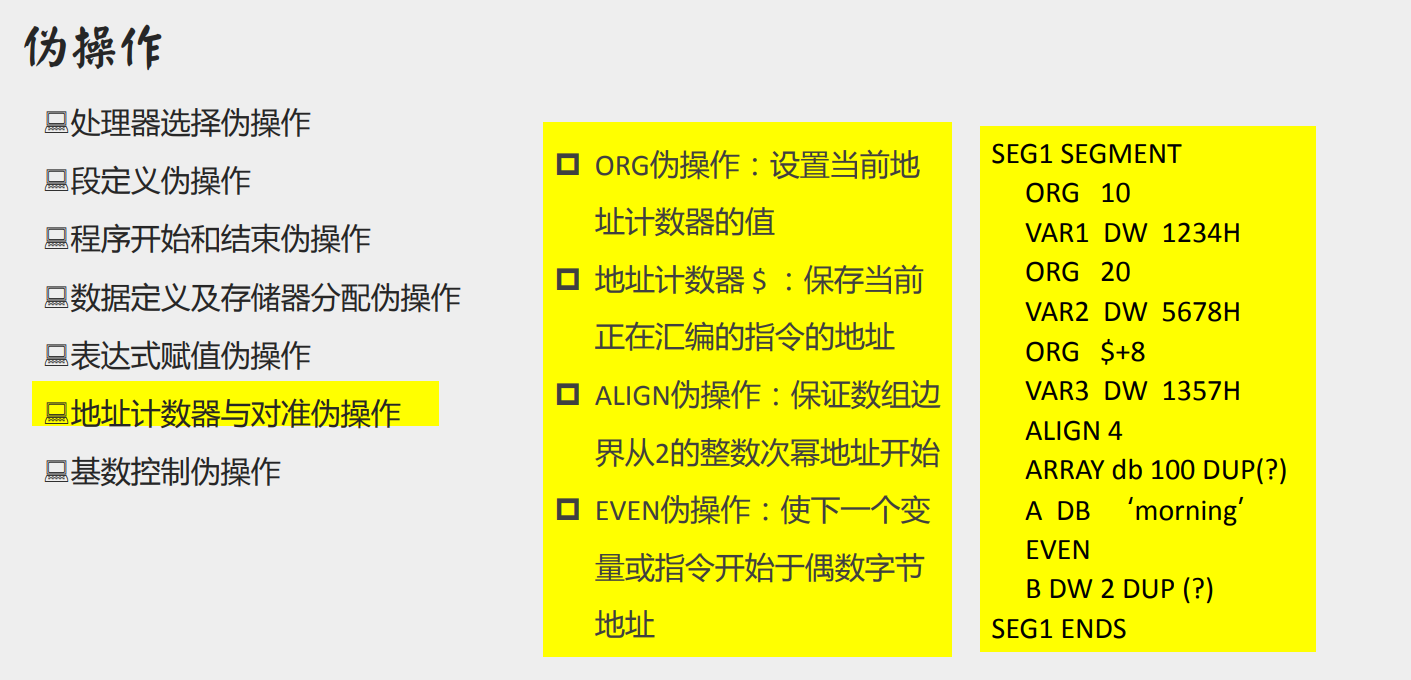 伪操作
处理器选择伪操作
段定义伪操作
程序开始和结束伪操作
数据定义及存储器分配伪操作
表达式赋值伪操作
地址计数器与对准伪操作
基数控制伪操作
ORG伪操作：设置当前地
址计数器的值
地址计数器 $ ：保存当前
正在汇编的指令的地址
ALIGN伪操作：保证数组边
界从2的整数次幂地址开始
EVEN伪操作：使下一个变
量或指令开始于偶数字节
地址
SEG1 SEGMENT
ORG 10
VAR1 DW 1234H
ORG 20
VAR2 DW 5678H
ORG $+8
VAR3 DW 1357H
ALIGN 4
ARRAY db 100 DUP(?)
A DB ‘morning’
EVEN
B DW 2 DUP (?)
SEG1 ENDS